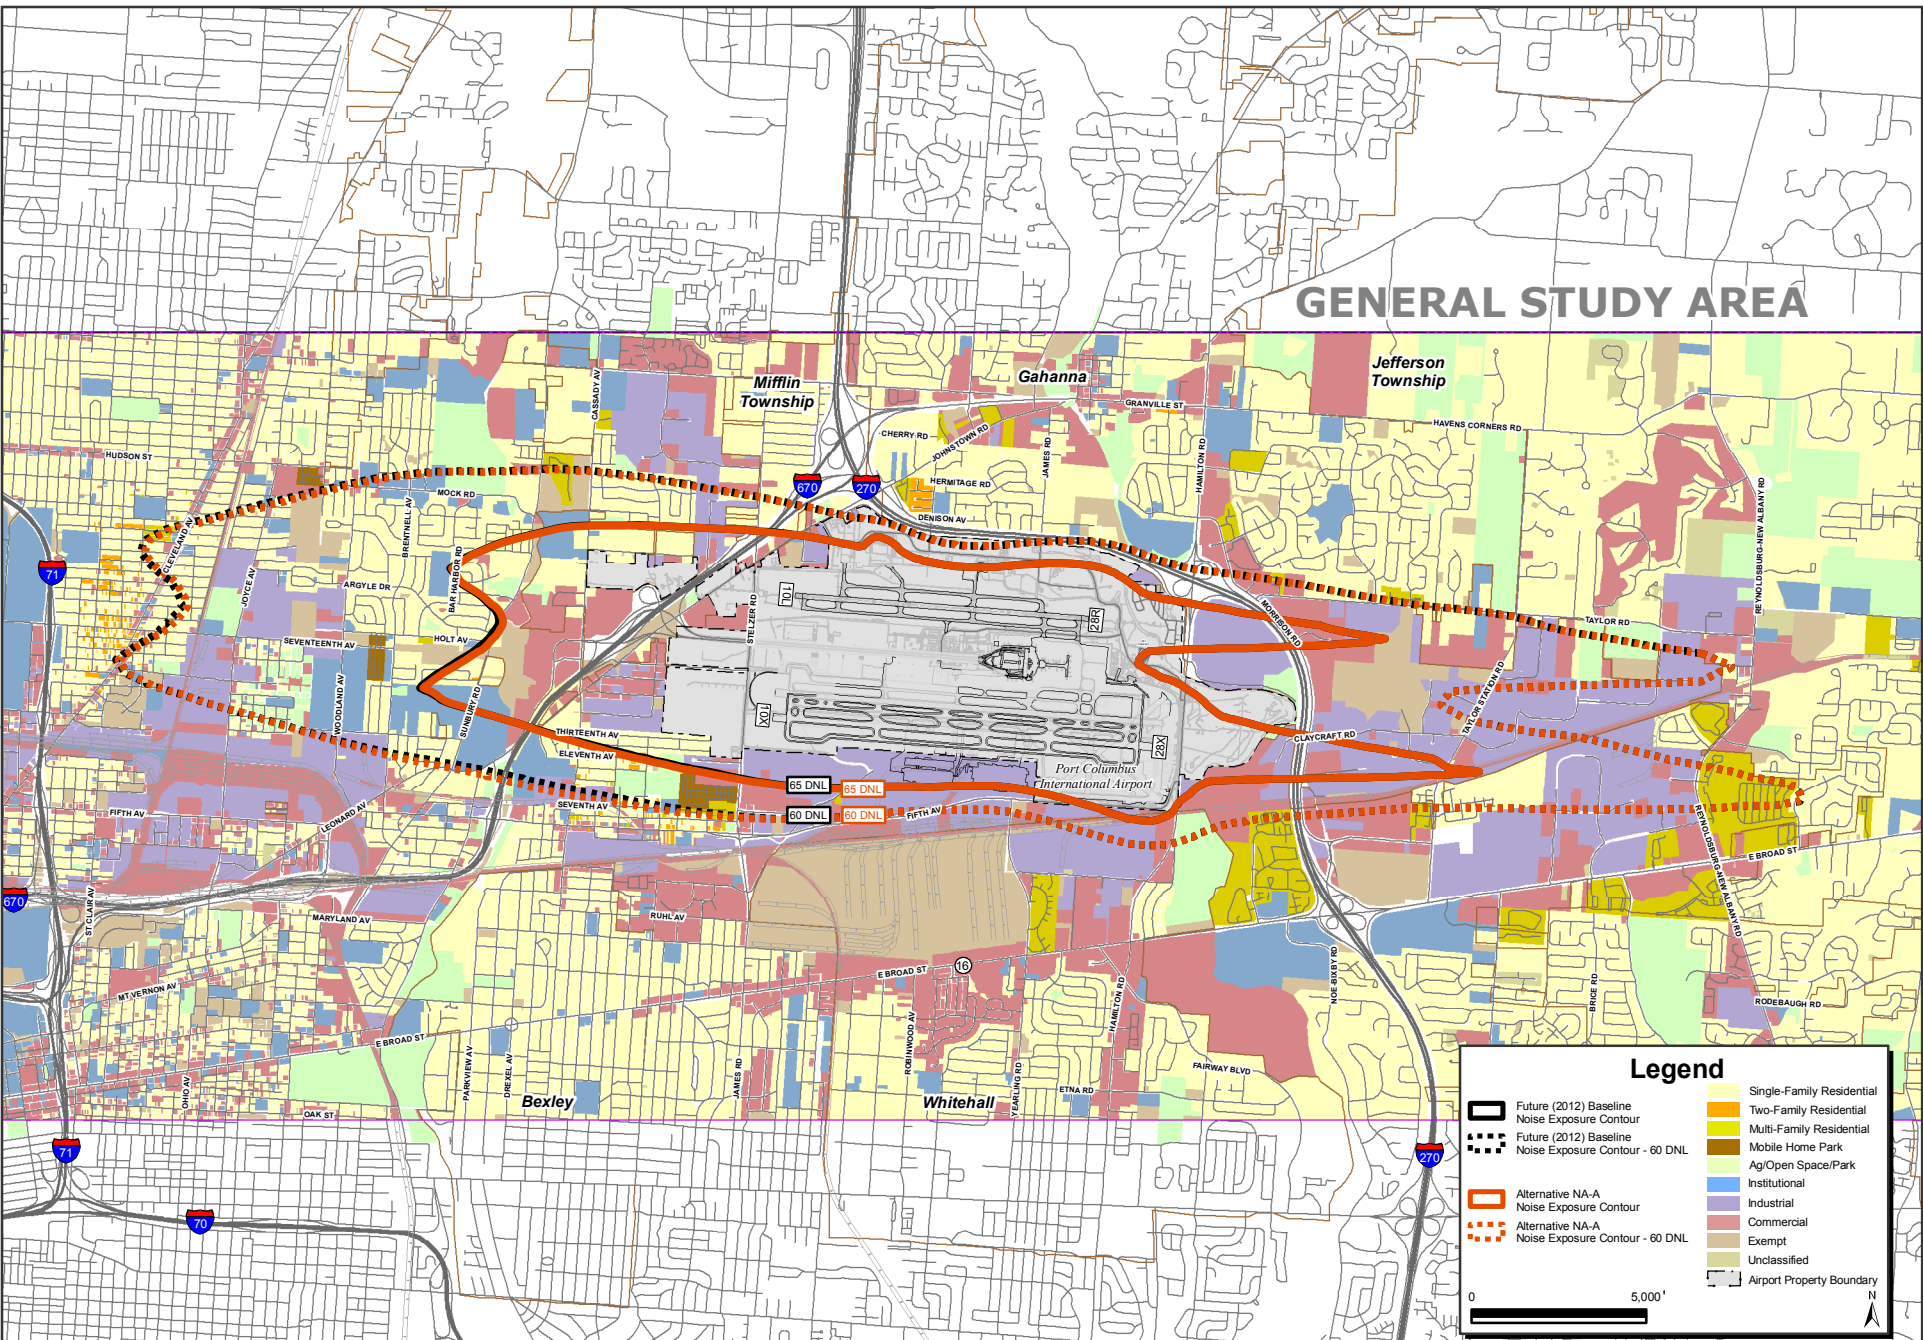 GENERAL STUDY AREA
Jefferson
Township
Gahanna
Mifflin
Township
GRANVILLE ST
HAVENS CORNERS RD
CASSADY AV
CHERRY RD
JOHNSTOWN RD
JAMES RD
HAMILTON RD
HUDSON ST
MOCK RD
670
270
HERMITAGE RD
DENISON AV
REYNOLDSBURG-NEW ALBANY RD
CLEVELAND AV
BRENTNELL AV
BAR HARBOR RD
71
JOYCE AV
ARGYLE DR
10L
STELZER RD
28R
MORRISON RD
TAYLOR RD
SEVENTEENTH AV
HOLT AV
WOODLAND AV
SUNBURY RD
TAYLOR STATION RD
10X
28X
THIRTEENTH AV
ELEVENTH AV
CLAYCRAFT RD
Port Columbus
International Airport
65 DNL
65 DNL
60 DNL
60 DNL
FIFTH AV
SEVENTH AV
FIFTH AV
LEONARD AV
REYNOLDSBURG-NEW ALBANY RD
E BROAD ST
670
ST CLAIR AV
MARYLAND AV
RUHL AV
E BROAD ST
16
MT VERNON AV
HAMILTON RD
NOE-BIXBY RD
BRICE RD
RODEBAUGH RD
E BROAD ST
OHIO AV
OAK ST
PARKVIEW AV
DREXEL AV
Bexley
JAMES RD
ROBINWOOD AV
Whitehall
YEARLING RD
ETNA RD
FAIRWAY BLVD
71
270
70
Legend
Future (2012) Baseline
Noise Exposure Contour
Future (2012) Baseline
Noise Exposure Contour - 60 DNL
Alternative NA-A
Noise Exposure Contour
Alternative NA-A
Noise Exposure Contour - 60 DNL
Single-Family Residential
Two-Family Residential
Multi-Family Residential
Mobile Home Park
Ag/Open Space/Park
Institutional
Industrial
Commercial
Exempt
Unclassified
Airport Property Boundary
0 5,000'
N